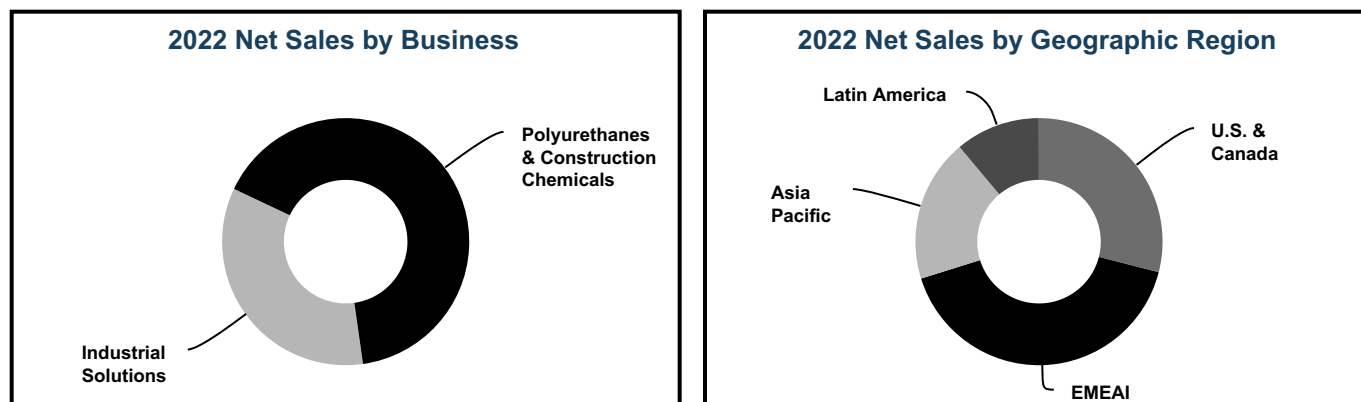 2022 Net Sales by Business
Polyurethanes
& Construction
Chemicals
Industrial
Solutions
2022 Net Sales by Geographic Region
Latin America
U.S. &
Canada
Asia
Pacific
EMEAI